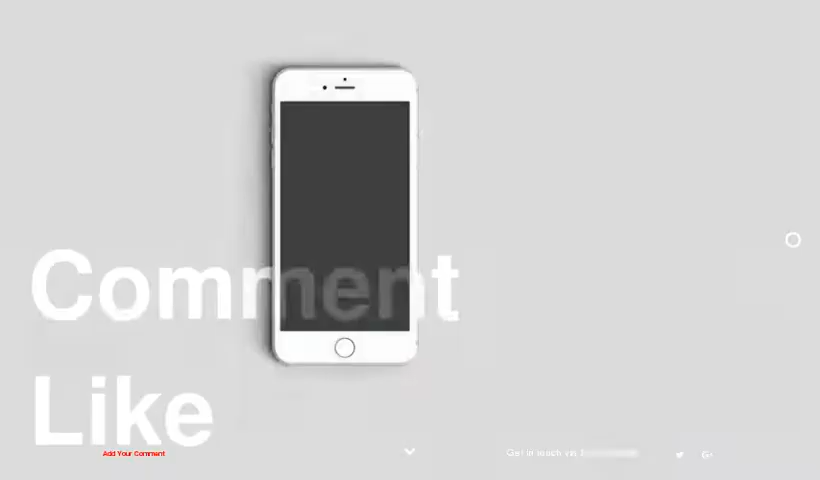 Comment
Like
Add Your Comment
Get in touch via
G+